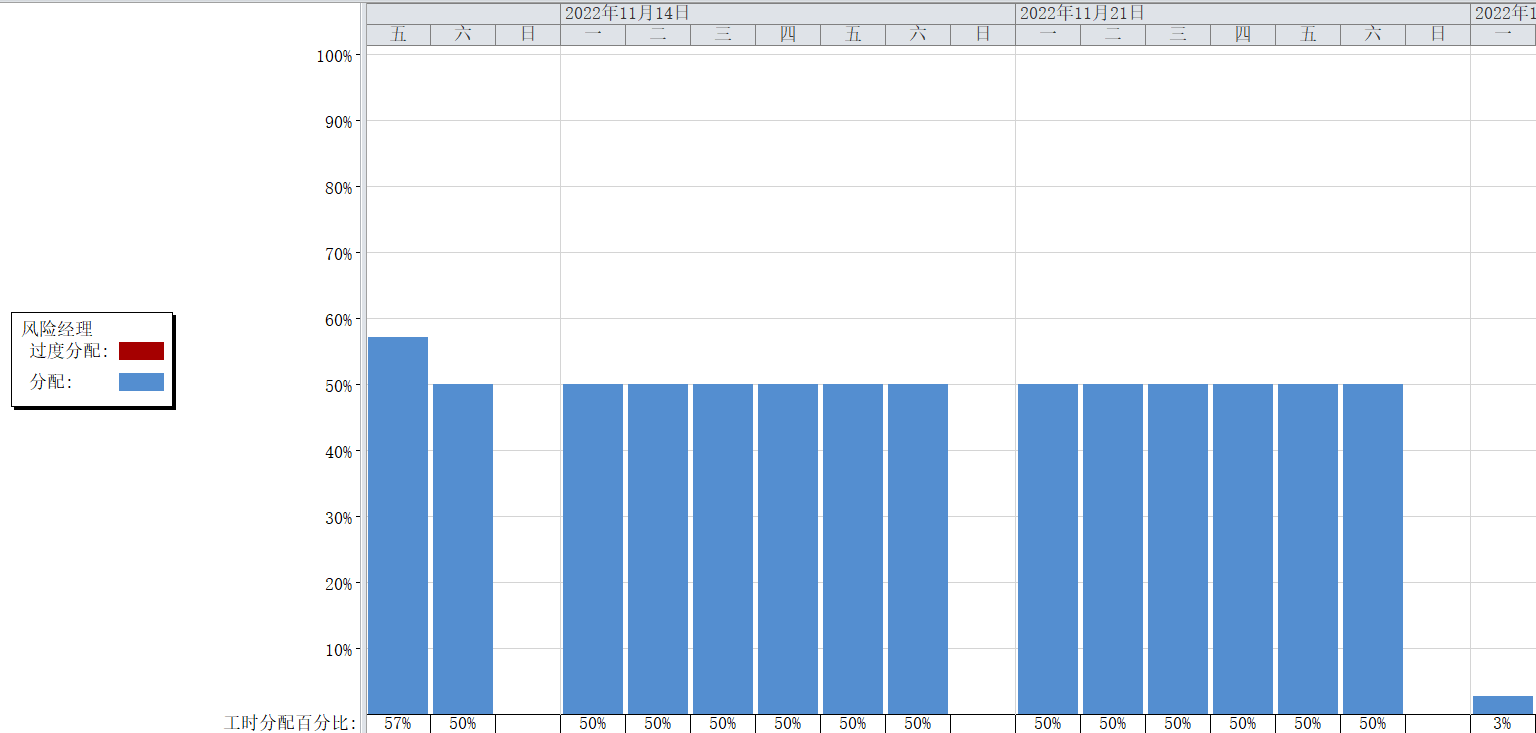 2022年11月14日 2022年11月21日 2022年1
五 六 日 一 二 三 四 五 六 日 一 二 三 四 五 六 日 一
100%
90%
80%
70%
60%
50%
40%
30%
20%
10%
风险经理
过度分配:
分配:
工时分配百分比: 57% 50% 50% 50% 50% 50% 50% 50% 50% 50% 50% 50% 50% 50% 3%